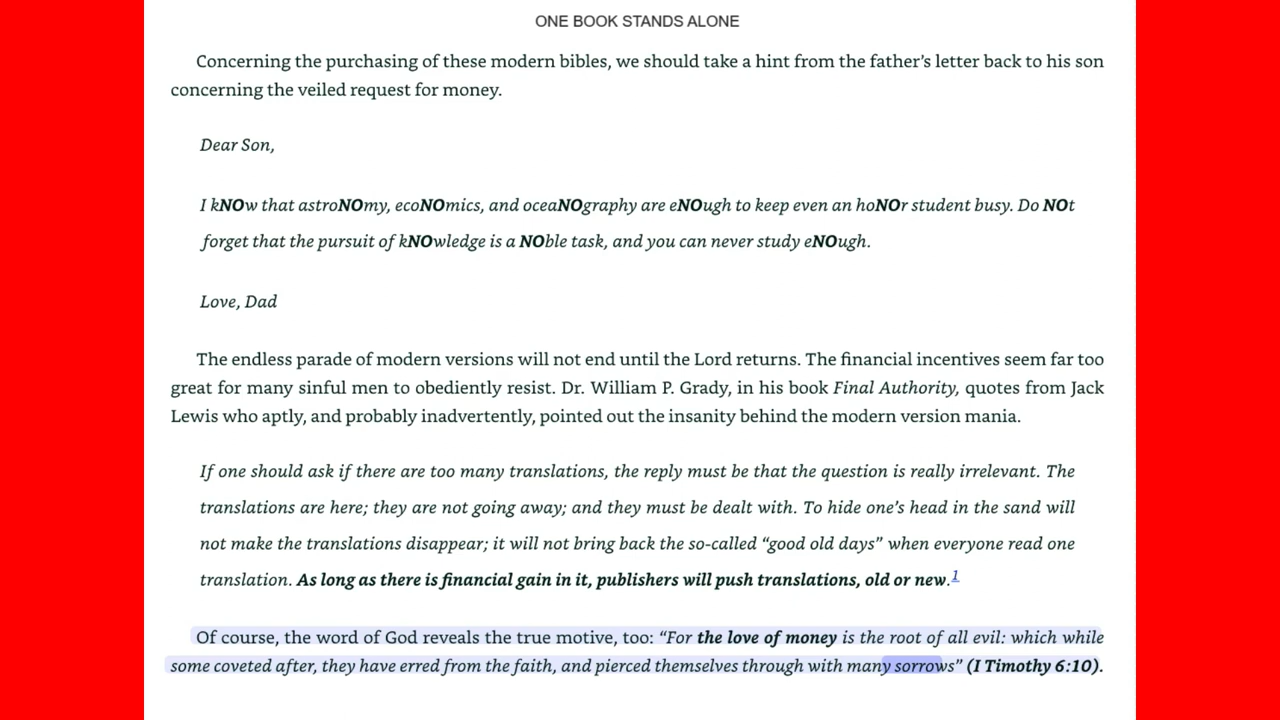 ONE BOOK STANDS ALONE
Concerning the purchasing of these modern bibles, we should take a hint from the father’s letter back to his son
concerning the veiled request for money.
Dear Son,
I kNOw that astroNOmy, ecoNOmics, and oceaNOgraphy are eNOugh to keep even an hoNOr student busy. Do NOt
forget that the pursuit of kNOwledge is a NOble task, and you can never study eNOugh.
Love, Dad
The endless parade of modern versions will not end until the Lord returns. The financial incentives seem far too
great for many sinful men to obediently resist. Dr. William P. Grady, in his book Final Authority, quotes from Jack
Lewis who aptly, and probably inadvertently, pointed out the insanity behind the modern version mania.
If one should ask if there are too many translations, the reply must be that the question is really irrelevant. The
translations are here; they are not going away; and they must be dealt with. To hide one’s head in the sand will
not make the translations disappear; it will not bring back the so-called “good old days” when everyone read one
translation. As long as there is financial gain in it, publishers will push translations, old or new.1
Of course, the word of God reveals the true motive, too: “For the love of money is the root of all evil: which while
some coveted after, they have erred from the faith, and pierced themselves through with many sorrows” (I Timothy 6:10).